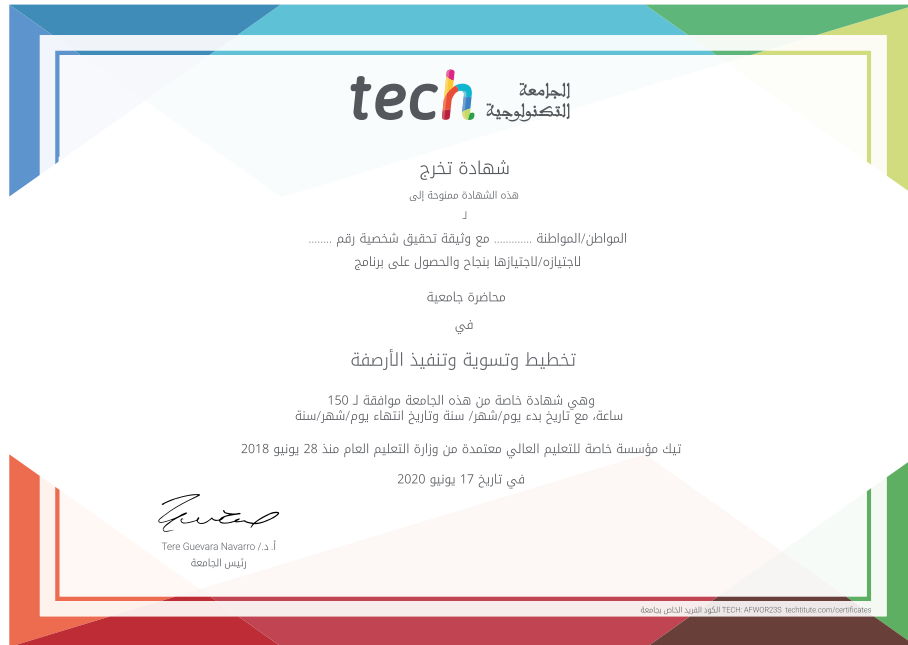 tech الجامعة
التكنولوجية
شهادة تخرج
هذه الشهادة ممنوحة إلى
لـ
المواطن/المواطنة ............. مع وثيقة تحقيق شخصية رقم ........
لاجتيازه/لاجتيازها بنجاح والحصول على برنامج
محاضرة جامعية
في
تخطيط وتسوية وتنفيذ الأرصفة
وهي شهادة خاصة من هذه الجامعة موافقة لـ 150
ساعة، مع تاريخ بدء يوم/شهر/ سنة وتاريخ انتهاء يوم/شهر/سنة
تيك مؤسسة خاصة للتعليم العالي معتمدة من وزارة التعليم العام منذ 28 يونيو 2018
في تاريخ 17 يونيو 2020
أ. د./ Tere Guevara Navarro
رئيس الجامعة
الكود الفريد الخاص بجامعة TECH: AFWOR23S techtitute.com/certificates